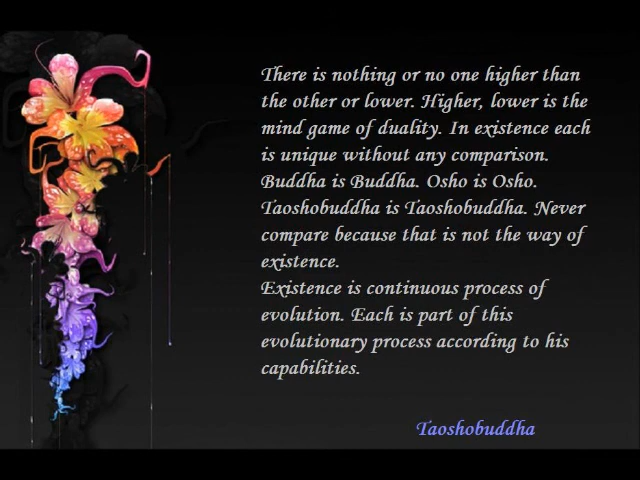 There is nothing or no one higher than
the other or lower. Higher, lower is the
mind game of duality. In existence each
is unique without any comparison.
Buddha is Buddha. Osho is Osho.
Taoshobuddha is Taoshobuddha. Never
compare because that is not the way of
existence.
Existence is continuous process of
evolution. Each is part of this
evolutionary process according to his
capabilities.
Taoshobuddha